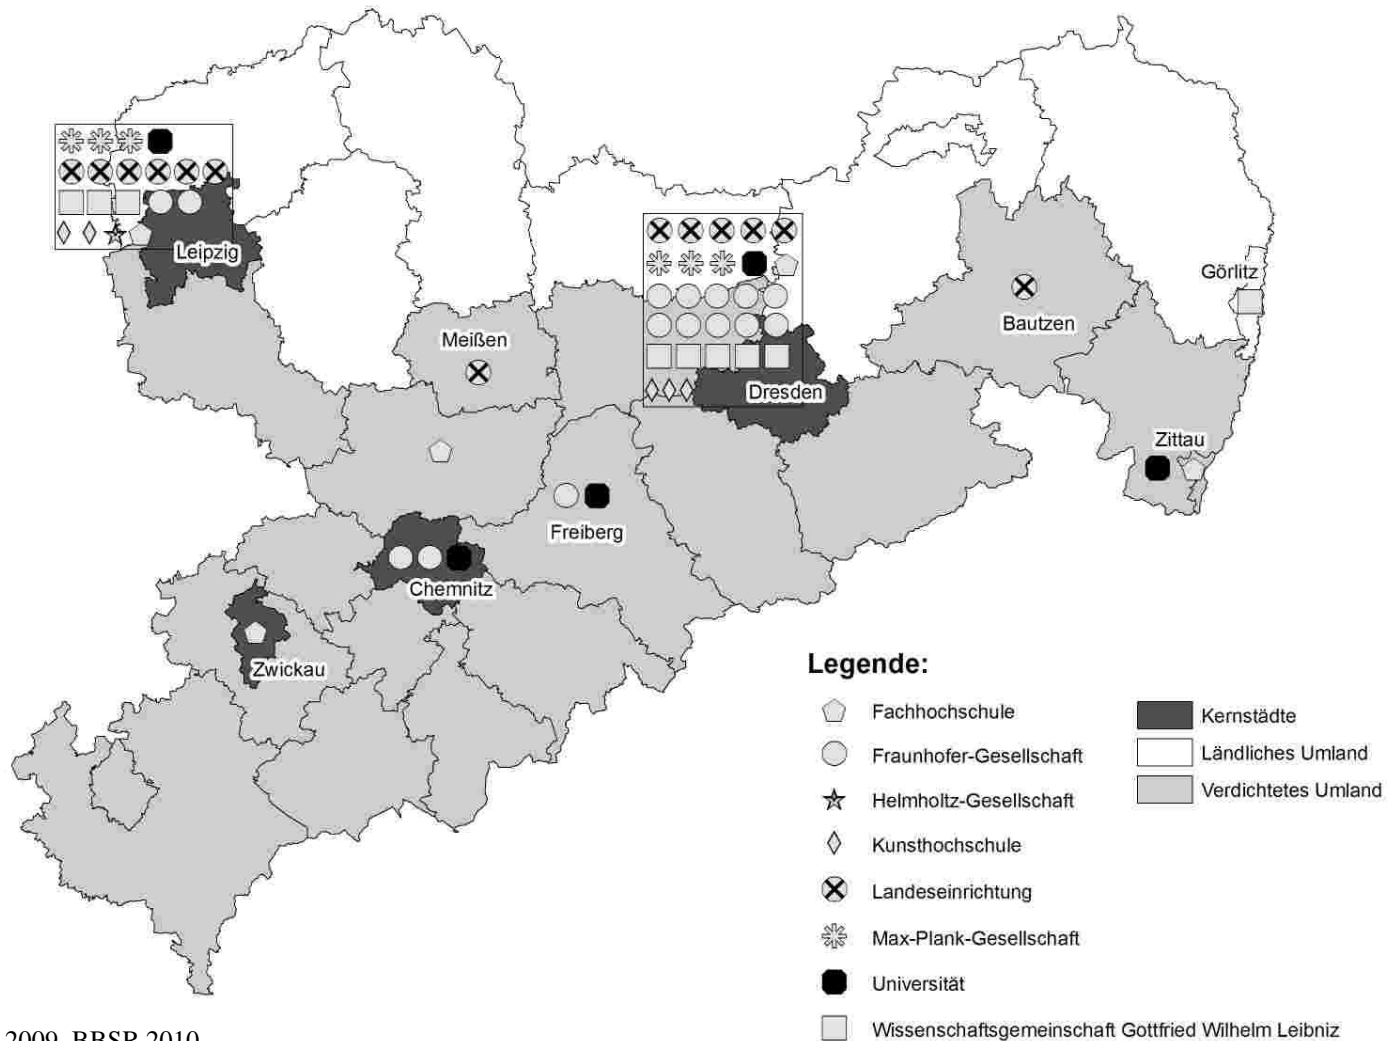 Leipzig
Görlitz
Bautzen
Meißen
Dresden
Zittau
Freiberg
Chemnitz
Zwickau
Legende:
Fachhochschule
Fraunhofer-Gesellschaft
Helmholtz-Gesellschaft
Kunsthochschule
Landeseinrichtung
Max-Plank-Gesellschaft
Universität
Wissenschaftsgemeinschaft Gottfried Wilhelm Leibniz
Kernstädte
Ländliches Umland
Verdichtetes Umland
2009, BBSR 2010